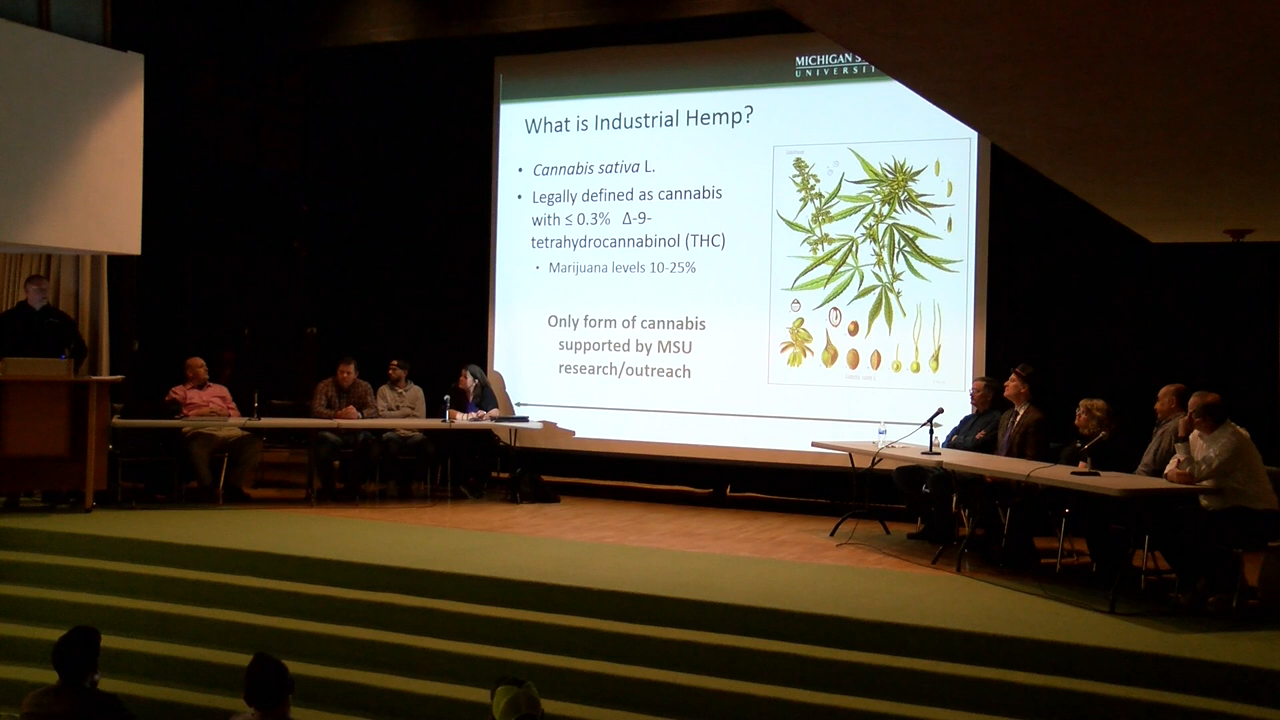 MICHIGAN
UNIVERSIT
What is Industrial Hemp?
• Cannabis sativa L.
• Legally defined as cannabis
with ≤ 0.3% Δ-9-
tetrahydrocannabinol (THC)
• Marijuana levels 10-25%
Only form of cannabis
supported by MSU
research/outreach